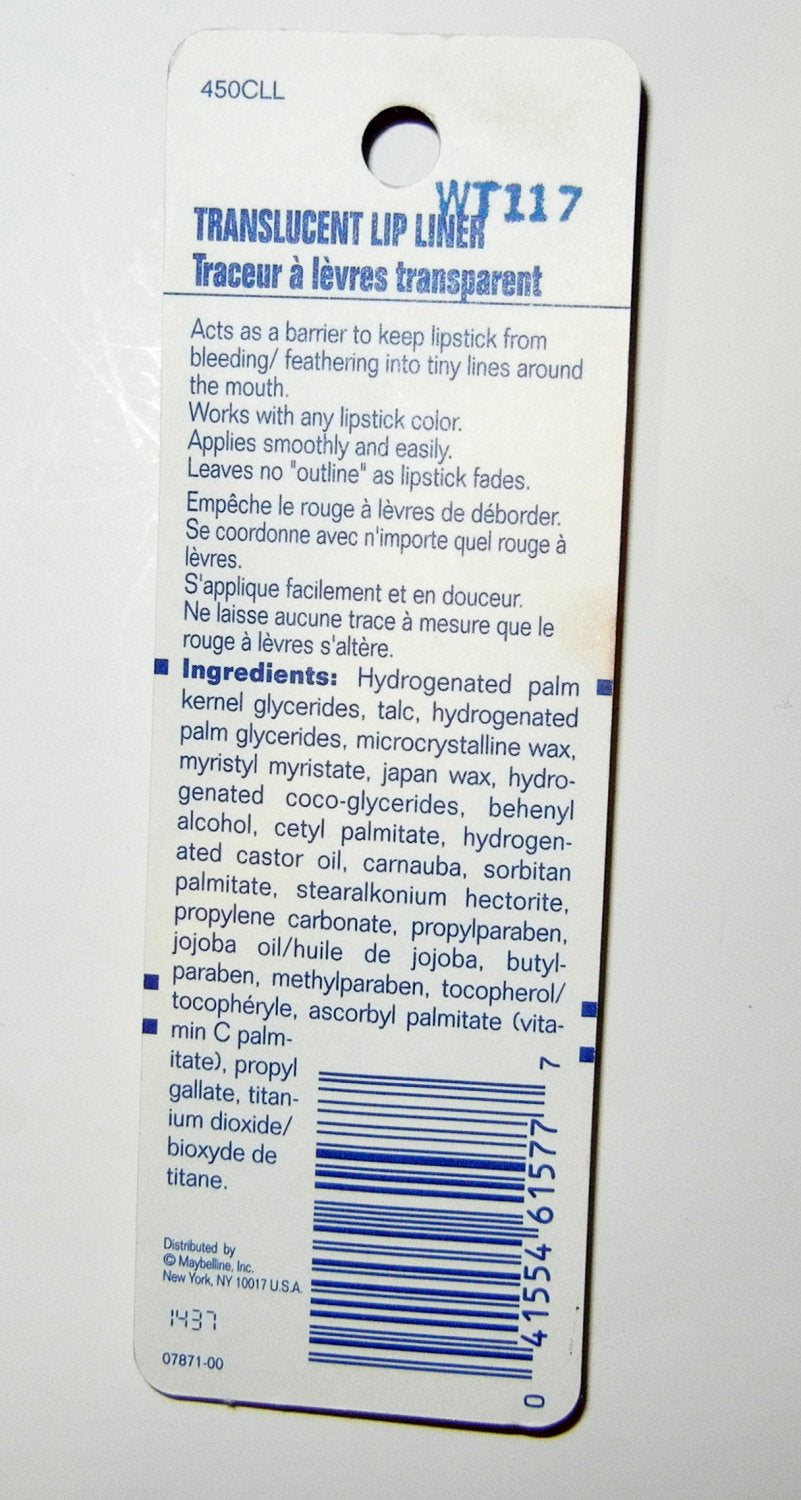 450CLL
WT117
TRANSLUCENT LIP LINER
Traceur à lèvres transparent
Acts as a barrier to keep lipstick from
bleeding/ feathering into tiny lines around
the mouth.
Works with any lipstick color.
Applies smoothly and easily.
Leaves no "outline" as lipstick fades.
Empêche le rouge à lèvres de déborder.
Se coordonne avec n'importe quel rouge à
lèvres.
S'applique facilement et en douceur.
Ne laisse aucune trace à mesure que le
rouge à lèvres s'altère.
Ingredients: Hydrogenated palm
kernel glycerides, talc, hydrogenated
palm glycerides, microcrystalline wax,
myristyl myristate, japan wax, hydro-
genated coco-glycerides, behenyl
alcohol, cetyl palmitate, hydrogen-
ated castor oil, carnauba, sorbitan
palmitate, stearalkonium hectorite,
propylene carbonate, propylparaben,
jojoba oil/huile de jojoba, butyl-
paraben, methylparaben, tocopherol/
tocophéryle, ascorbyl palmitate (vita-
min C palm-
itate), propyl
gallate, titan-
ium dioxide/
bioxyde de
titane.
Distributed by
© Maybelline, Inc.
New York, NY 10017 U.S.A.
1437
07871-00
0 41554 61577 7